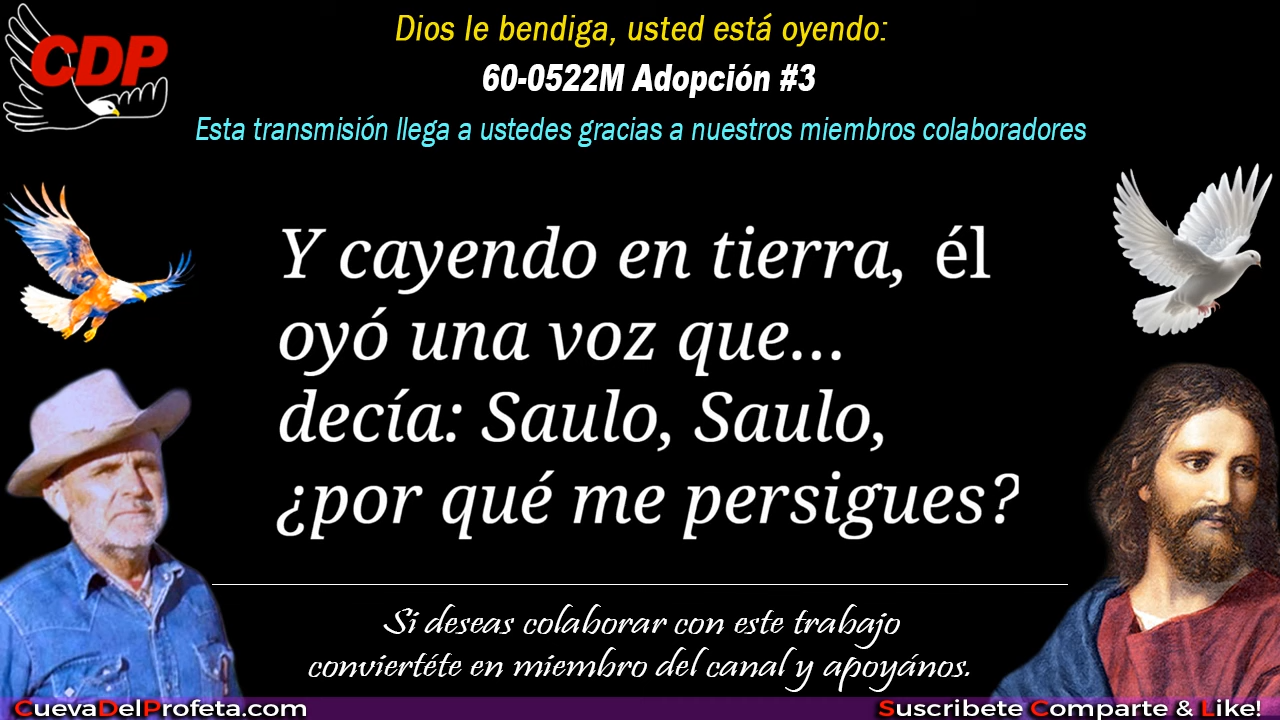 CDP
Dios le bendiga, usted está oyendo:
60-0522M Adopción #3
Esta transmisión llega a ustedes gracias a nuestros miembros colaboradores
Y cayendo en tierra, él
oyó una voz que...
decía: Saulo, Saulo,
¿por qué me persigues?
Si deseas colaborar con este trabajo
conviertéte en miembro del canal y apoyános.
CuevaDelProfeta.com
Suscribete Comparte & Like!